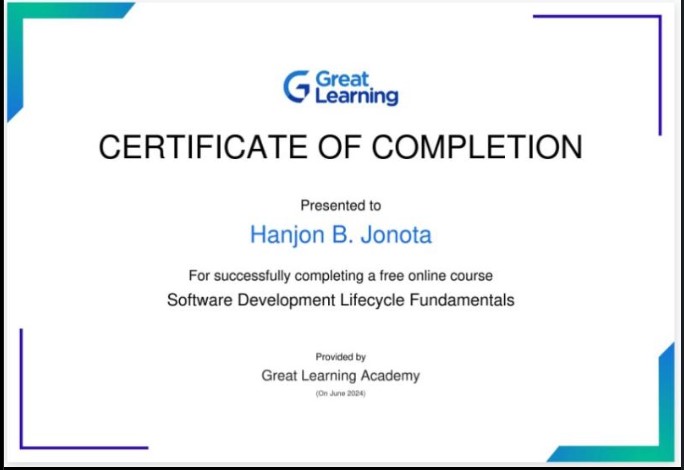 Great
Learning
CERTIFICATE OF COMPLETION
Presented to
Hanjon B. Jonota
For successfully completing a free online course
Software Development Lifecycle Fundamentals
Provided by
Great Learning Academy
(On June 2024)